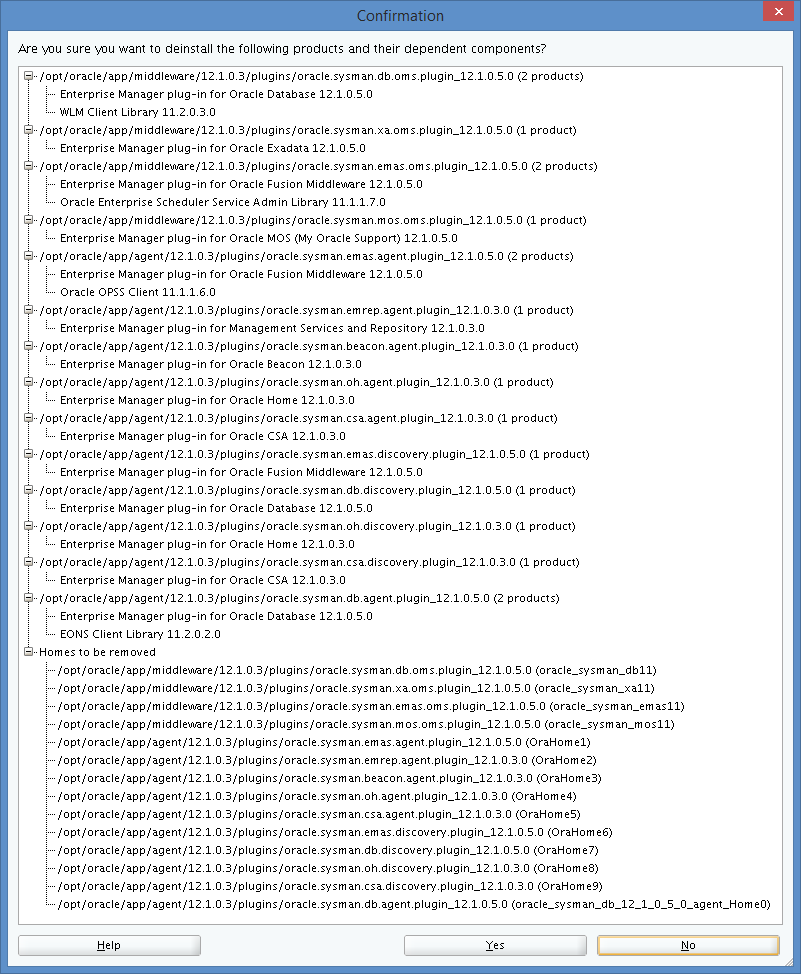 Confirmation
Are you sure you want to deinstall the following products and their dependent components?
/opt/oracle/app/middleware/12.1.0.3/plugins/oracle.sysman.db.oms.plugin_12.1.0.5.0 (2 products)
Enterprise Manager plug-in for Oracle Database 12.1.0.5.0
WLM Client Library 11.2.0.3.0
/opt/oracle/app/middleware/12.1.0.3/plugins/oracle.sysman.xa.oms.plugin_12.1.0.5.0 (1 product)
Enterprise Manager plug-in for Oracle Exadata 12.1.0.5.0
/opt/oracle/app/middleware/12.1.0.3/plugins/oracle.sysman.emas.oms.plugin_12.1.0.5.0 (2 products)
Enterprise Manager plug-in for Oracle Fusion Middleware 12.1.0.5.0
Oracle Enterprise Scheduler Service Admin Library 11.1.1.7.0
/opt/oracle/app/middleware/12.1.0.3/plugins/oracle.sysman.mos.oms.plugin_12.1.0.5.0 (1 product)
Enterprise Manager plug-in for Oracle MOS (My Oracle Support) 12.1.0.5.0
/opt/oracle/app/agent/12.1.0.3/plugins/oracle.sysman.emas.agent.plugin_12.1.0.5.0 (2 products)
Enterprise Manager plug-in for Oracle Fusion Middleware 12.1.0.5.0
Oracle OPSS Client 11.1.1.6.0
/opt/oracle/app/agent/12.1.0.3/plugins/oracle.sysman.emrep.agent.plugin_12.1.0.3.0 (1 product)
Enterprise Manager plug-in for Management Services and Repository 12.1.0.3.0
/opt/oracle/app/agent/12.1.0.3/plugins/oracle.sysman.beacon.agent.plugin_12.1.0.3.0 (1 product)
Enterprise Manager plug-in for Oracle Beacon 12.1.0.3.0
/opt/oracle/app/agent/12.1.0.3/plugins/oracle.sysman.oh.agent.plugin_12.1.0.3.0 (1 product)
Enterprise Manager plug-in for Oracle Home 12.1.0.3.0
/opt/oracle/app/agent/12.1.0.3/plugins/oracle.sysman.csa.agent.plugin_12.1.0.3.0 (1 product)
Enterprise Manager plug-in for Oracle CSA 12.1.0.3.0
/opt/oracle/app/agent/12.1.0.3/plugins/oracle.sysman.emas.discovery.plugin_12.1.0.5.0 (1 product)
Enterprise Manager plug-in for Oracle Fusion Middleware 12.1.0.5.0
/opt/oracle/app/agent/12.1.0.3/plugins/oracle.sysman.db.discovery.plugin_12.1.0.5.0 (1 product)
Enterprise Manager plug-in for Oracle Database 12.1.0.5.0
/opt/oracle/app/agent/12.1.0.3/plugins/oracle.sysman.oh.discovery.plugin_12.1.0.3.0 (1 product)
Enterprise Manager plug-in for Oracle Home 12.1.0.3.0
/opt/oracle/app/agent/12.1.0.3/plugins/oracle.sysman.csa.discovery.plugin_12.1.0.3.0 (1 product)
Enterprise Manager plug-in for Oracle CSA 12.1.0.3.0
/opt/oracle/app/agent/12.1.0.3/plugins/oracle.sysman.db.agent.plugin_12.1.0.5.0 (2 products)
Enterprise Manager plug-in for Oracle Database 12.1.0.5.0
EONS Client Library 11.2.0.2.0
Homes to be removed
/opt/oracle/app/middleware/12.1.0.3/plugins/oracle.sysman.db.oms.plugin_12.1.0.5.0 (oracle_sysman_db11)
/opt/oracle/app/middleware/12.1.0.3/plugins/oracle.sysman.xa.oms.plugin_12.1.0.5.0 (oracle_sysman_xa11)
/opt/oracle/app/middleware/12.1.0.3/plugins/oracle.sysman.emas.oms.plugin_12.1.0.5.0 (oracle_sysman_emas11)
/opt/oracle/app/middleware/12.1.0.3/plugins/oracle.sysman.mos.oms.plugin_12.1.0.5.0 (oracle_sysman_mos11)
/opt/oracle/app/agent/12.1.0.3/plugins/oracle.sysman.emas.agent.plugin_12.1.0.5.0 (OraHome1)
/opt/oracle/app/agent/12.1.0.3/plugins/oracle.sysman.emrep.agent.plugin_12.1.0.3.0 (OraHome2)
/opt/oracle/app/agent/12.1.0.3/plugins/oracle.sysman.beacon.agent.plugin_12.1.0.3.0 (OraHome3)
/opt/oracle/app/agent/12.1.0.3/plugins/oracle.sysman.oh.agent.plugin_12.1.0.3.0 (OraHome4)
/opt/oracle/app/agent/12.1.0.3/plugins/oracle.sysman.csa.agent.plugin_12.1.0.3.0 (OraHome5)
/opt/oracle/app/agent/12.1.0.3/plugins/oracle.sysman.emas.discovery.plugin_12.1.0.5.0 (OraHome6)
/opt/oracle/app/agent/12.1.0.3/plugins/oracle.sysman.db.discovery.plugin_12.1.0.5.0 (OraHome7)
/opt/oracle/app/agent/12.1.0.3/plugins/oracle.sysman.oh.discovery.plugin_12.1.0.3.0 (OraHome8)
/opt/oracle/app/agent/12.1.0.3/plugins/oracle.sysman.csa.discovery.plugin_12.1.0.3.0 (OraHome9)
/opt/oracle/app/agent/12.1.0.3/plugins/oracle.sysman.db.agent.plugin_12.1.0.5.0 (oracle_sysman_db_12_1_0_5_0_agent_Home0)
Help Yes No